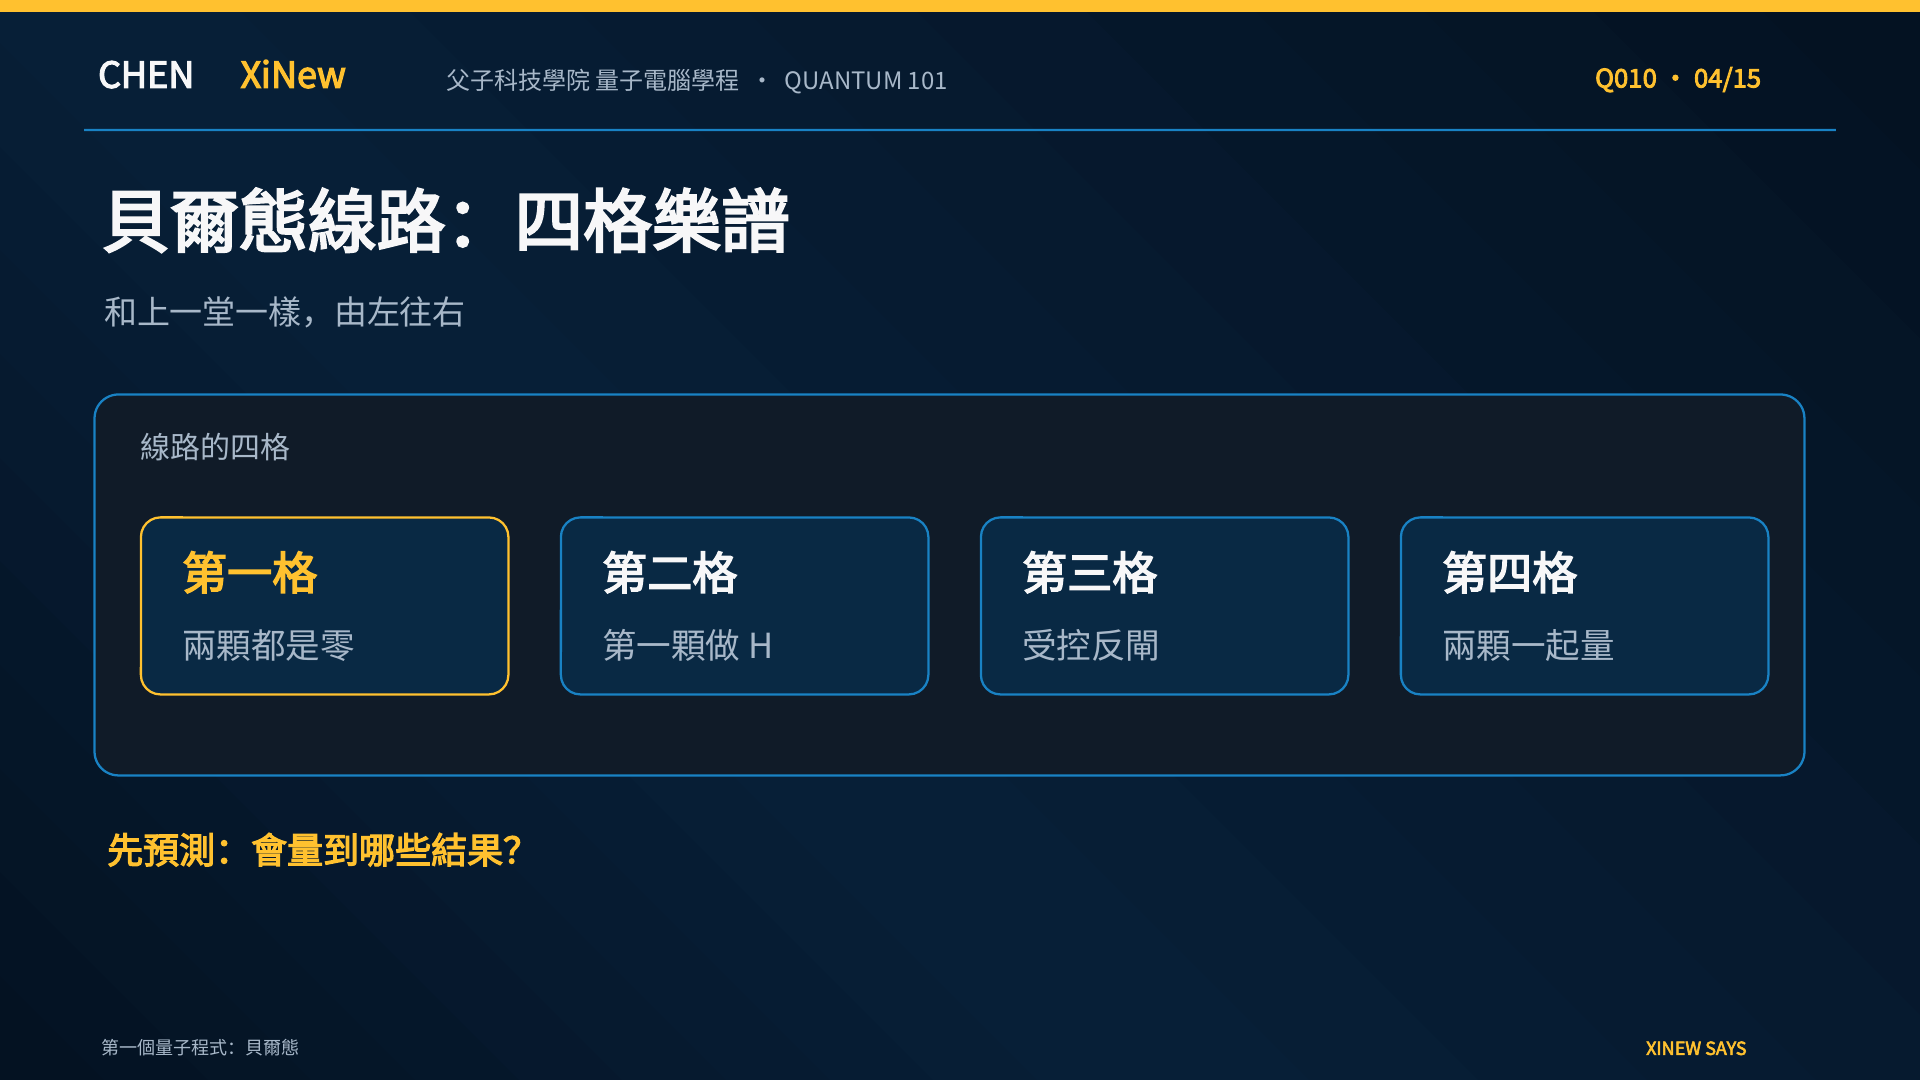 CHEN XiNew 父子科技學院 量子電腦學程 · QUANTUM 101 Q010 · 04/15
貝爾態線路：四格樂譜
和上一堂一樣，由左往右
線路的四格
第一格
兩顆都是零
第二格
第一顆做 H
第三格
受控反閘
第四格
兩顆一起量
先預測：會量到哪些結果？
第一個量子程式：貝爾態 XINEW SAYS